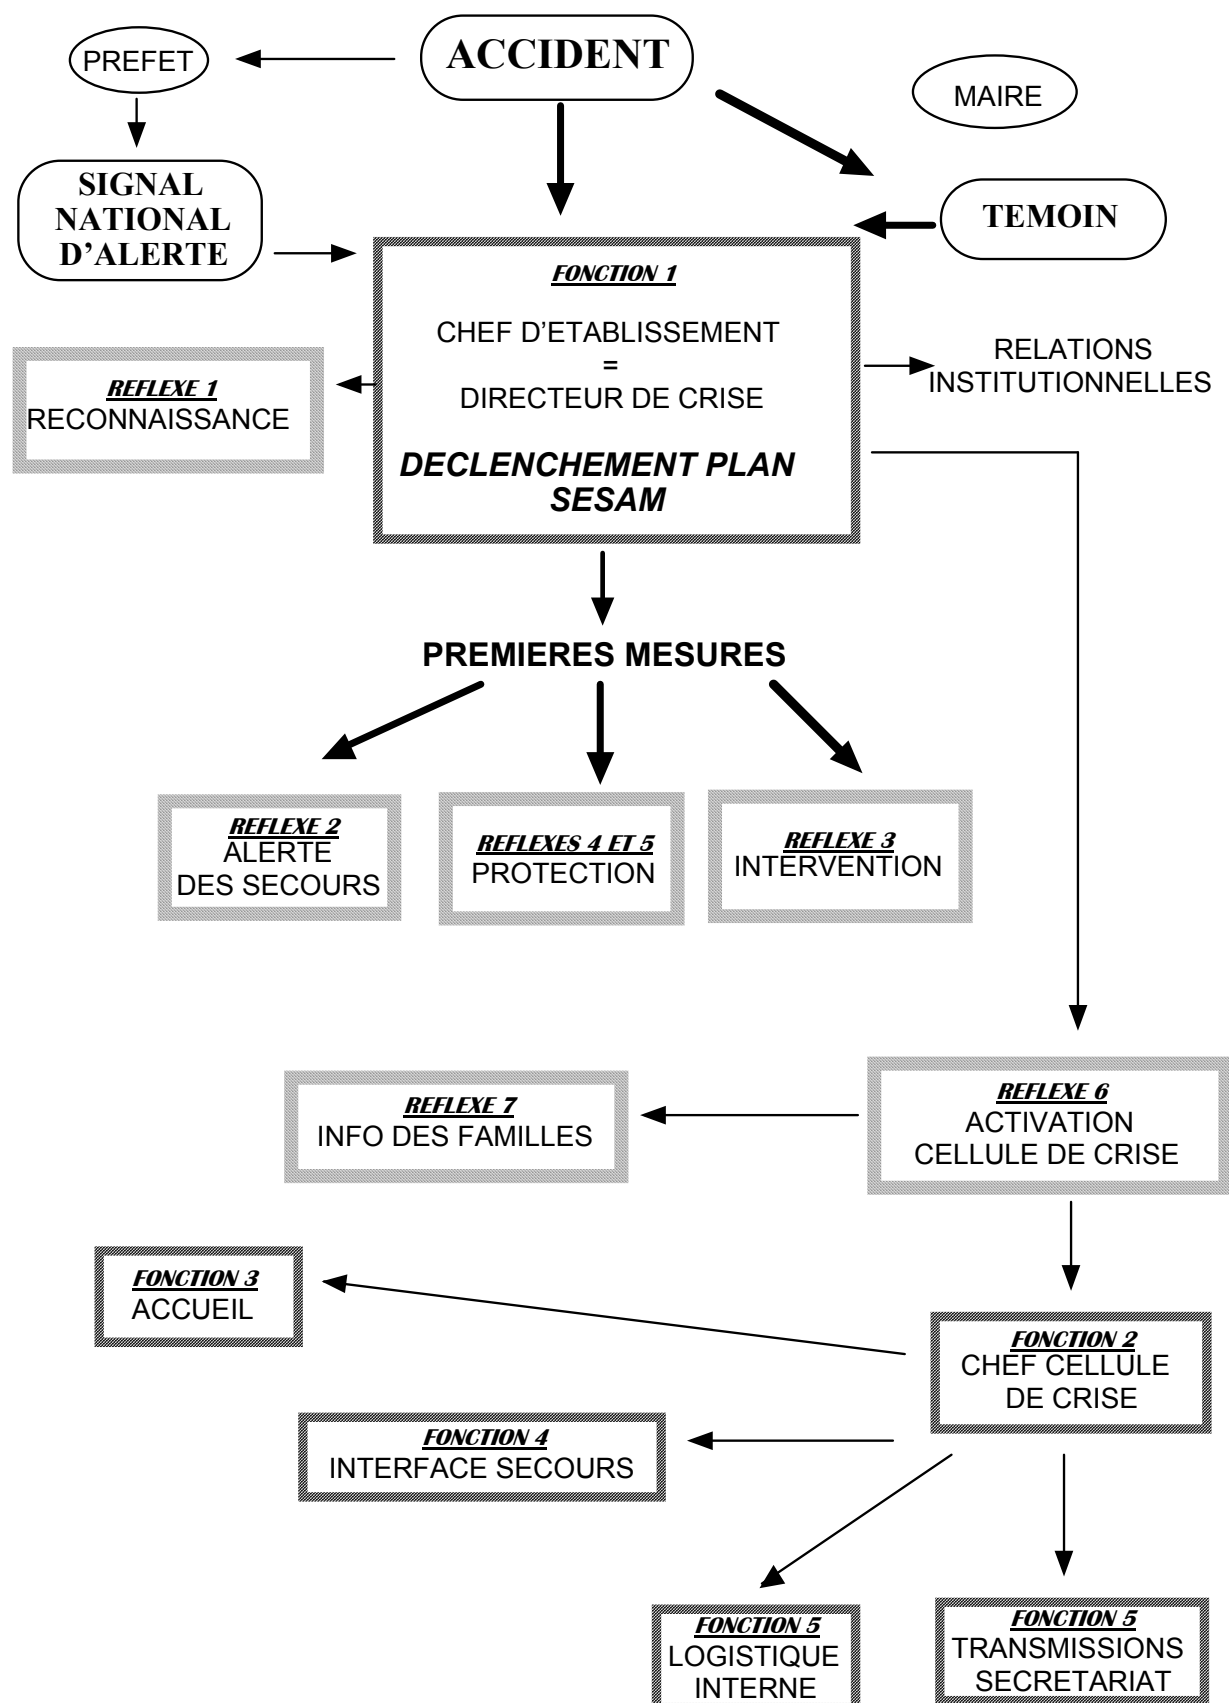 ACCIDENT
PREFET
MAIRE
SIGNAL
NATIONAL
D’ALERTE
TEMOIN
FONCTION 1
CHEF D’ETABLISSEMENT
=
DIRECTEUR DE CRISE
DECLENCHEMENT PLAN
SESAM
RELATIONS
INSTITUTIONNELLES
REFLEXE 1
RECONNAISSANCE
PREMIERES MESURES
REFLEXE 2
ALERTE
DES SECOURS
REFLEXES 4 ET 5
PROTECTION
REFLEXE 3
INTERVENTION
REFLEXE 7
INFO DES FAMILLES
REFLEXE 6
ACTIVATION
CELLULE DE CRISE
FONCTION 3
ACCUEIL
FONCTION 2
CHEF CELLULE
DE CRISE
FONCTION 4
INTERFACE SECOURS
FONCTION 5
LOGISTIQUE
INTERNE
FONCTION 5
TRANSMISSIONS
SECRETARIAT